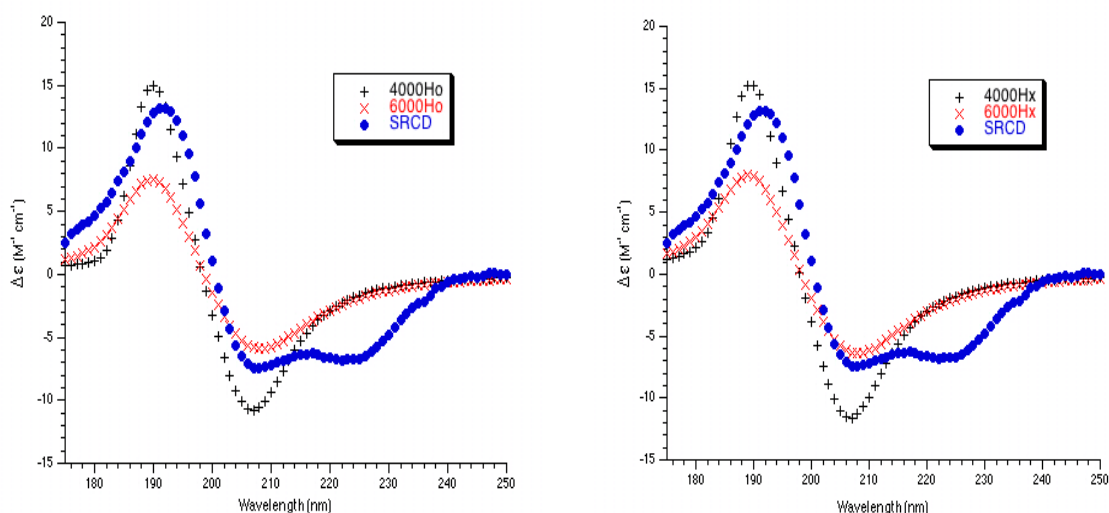 20
15
10
5
0
-5
-10
-15
Δε (M⁻¹ cm⁻¹)
180 190 200 210 220 230 240 250
Wavelength (nm)
4000Ho
6000Ho
SRCD
20
15
10
5
0
-5
-10
-15
Δε (M⁻¹ cm⁻¹)
180 190 200 210 220 230 240 250
Wavelength (nm)
4000Hx
6000Hx
SRCD